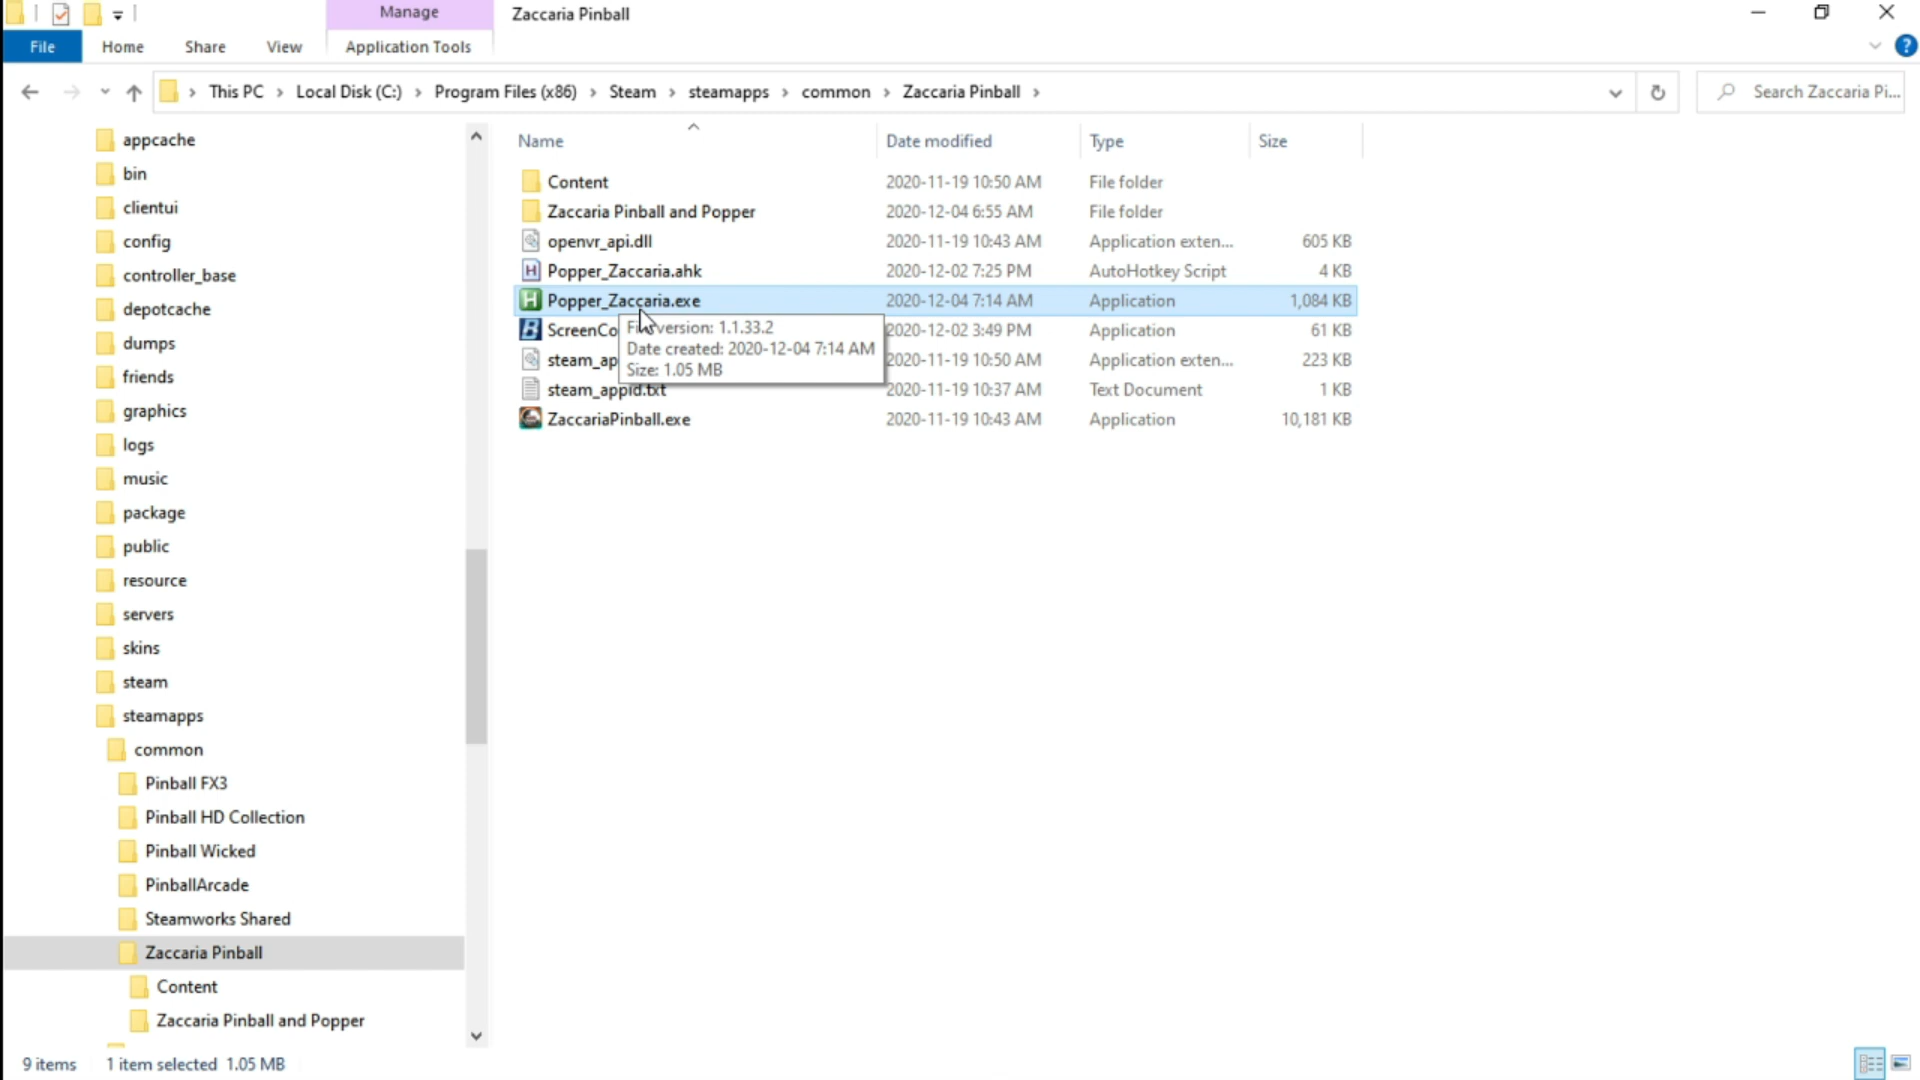 Manage
Zaccaria Pinball
File
Home
Share
View
Application Tools
This PC
Local Disk (C:)
Program Files (x86)
Steam
steamapps
common
Zaccaria Pinball
Search Zaccaria Pi...
appcache
bin
clientui
config
controller_base
depotcache
dumps
friends
graphics
logs
music
package
public
resource
servers
skins
steam
steamapps
common
Pinball FX3
Pinball HD Collection
Pinball Wicked
PinballArcade
Steamworks Shared
Zaccaria Pinball
Content
Zaccaria Pinball and Popper
Name Date modified Type Size
Content 2020-11-19 10:50 AM File folder
Zaccaria Pinball and Popper 2020-12-04 6:55 AM File folder
openvr_api.dll 2020-11-19 10:43 AM Application exten... 605 KB
Popper_Zaccaria.ahk 2020-12-02 7:25 PM AutoHotkey Script 4 KB
Popper_Zaccaria.exe 2020-12-04 7:14 AM Application 1,084 KB
ScreenCo 2020-12-02 3:49 PM Application 61 KB
steam_ap 2020-11-19 10:50 AM Application exten... 223 KB
steam_appid.txt 2020-11-19 10:37 AM Text Document 1 KB
ZaccariaPinball.exe 2020-11-19 10:43 AM Application 10,181 KB
version: 1.1.33.2
Date created: 2020-12-04 7:14 AM
Size: 1.05 MB
9 items 1 item selected 1.05 MB